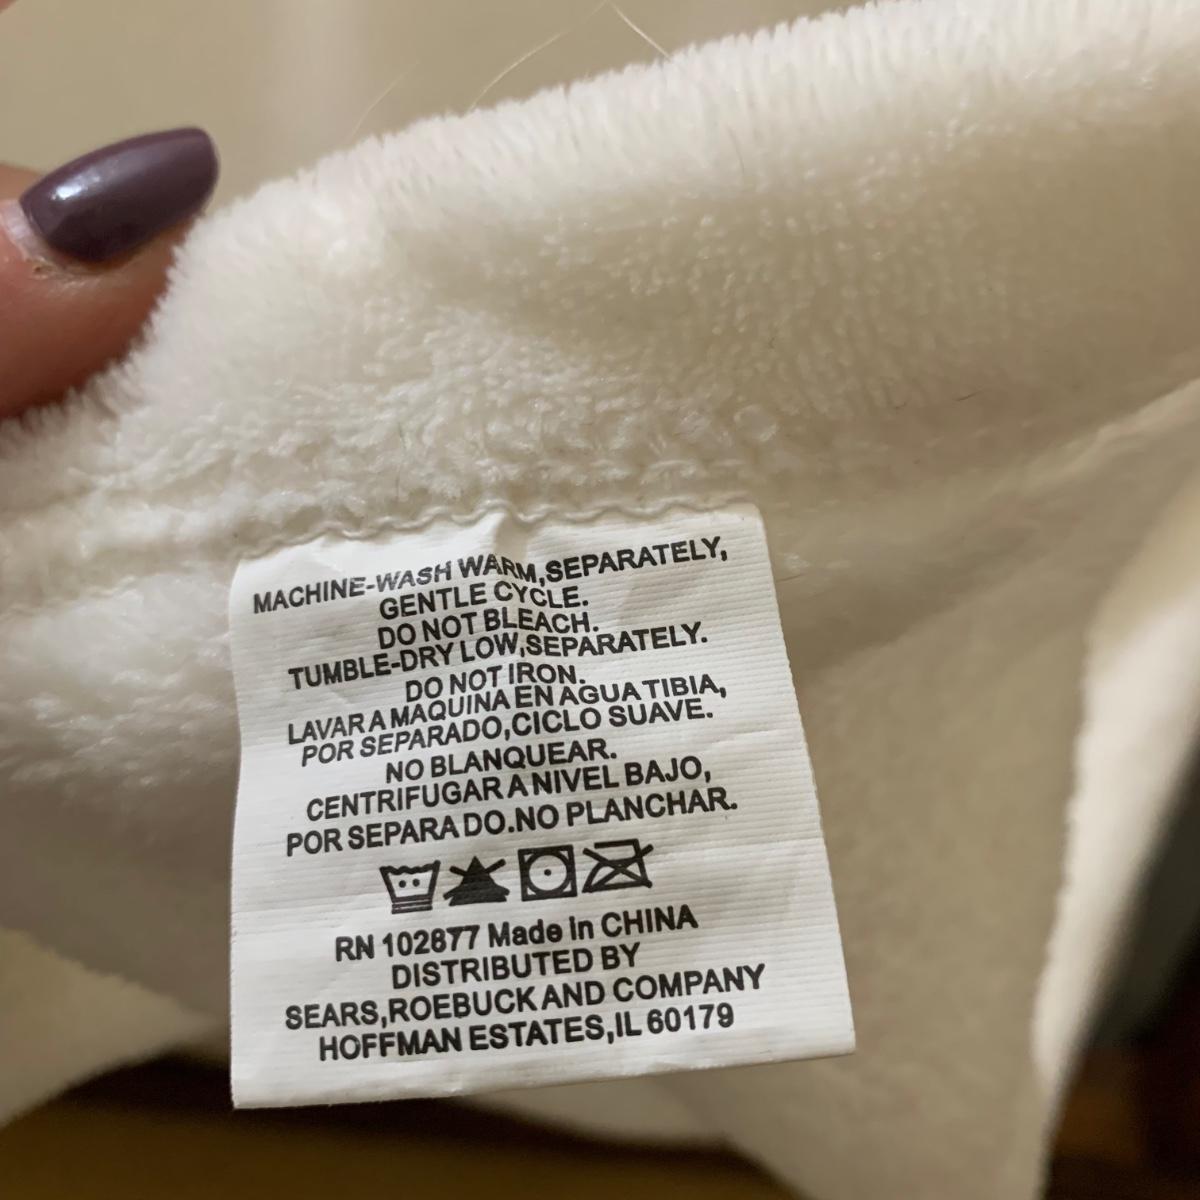 MACHINE-WASH WARM,SEPARATELY,
GENTLE CYCLE.
DO NOT BLEACH.
TUMBLE-DRY LOW,SEPARATELY.
DO NOT IRON.
LAVAR A MAQUINA EN AGUA TIBIA,
POR SEPARADO,CICLO SUAVE.
NO BLANQUEAR.
CENTRIFUGAR A NIVEL BAJO,
POR SEPARADO.NO PLANCHAR.
RN 102877 Made in CHINA
DISTRIBUTED BY
SEARS,ROEBUCK AND COMPANY
HOFFMAN ESTATES,IL 60179